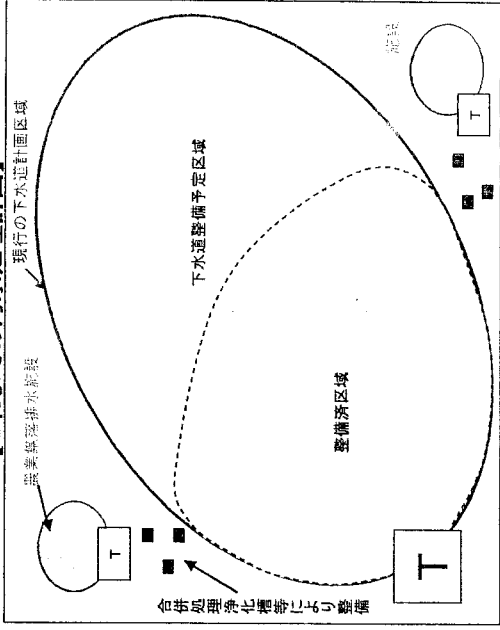 現行の下水道計画区域
農業集落排水施設
下水道整備予定区域
施設
整備済区域
T
T
T
合併処理浄化槽等により整備